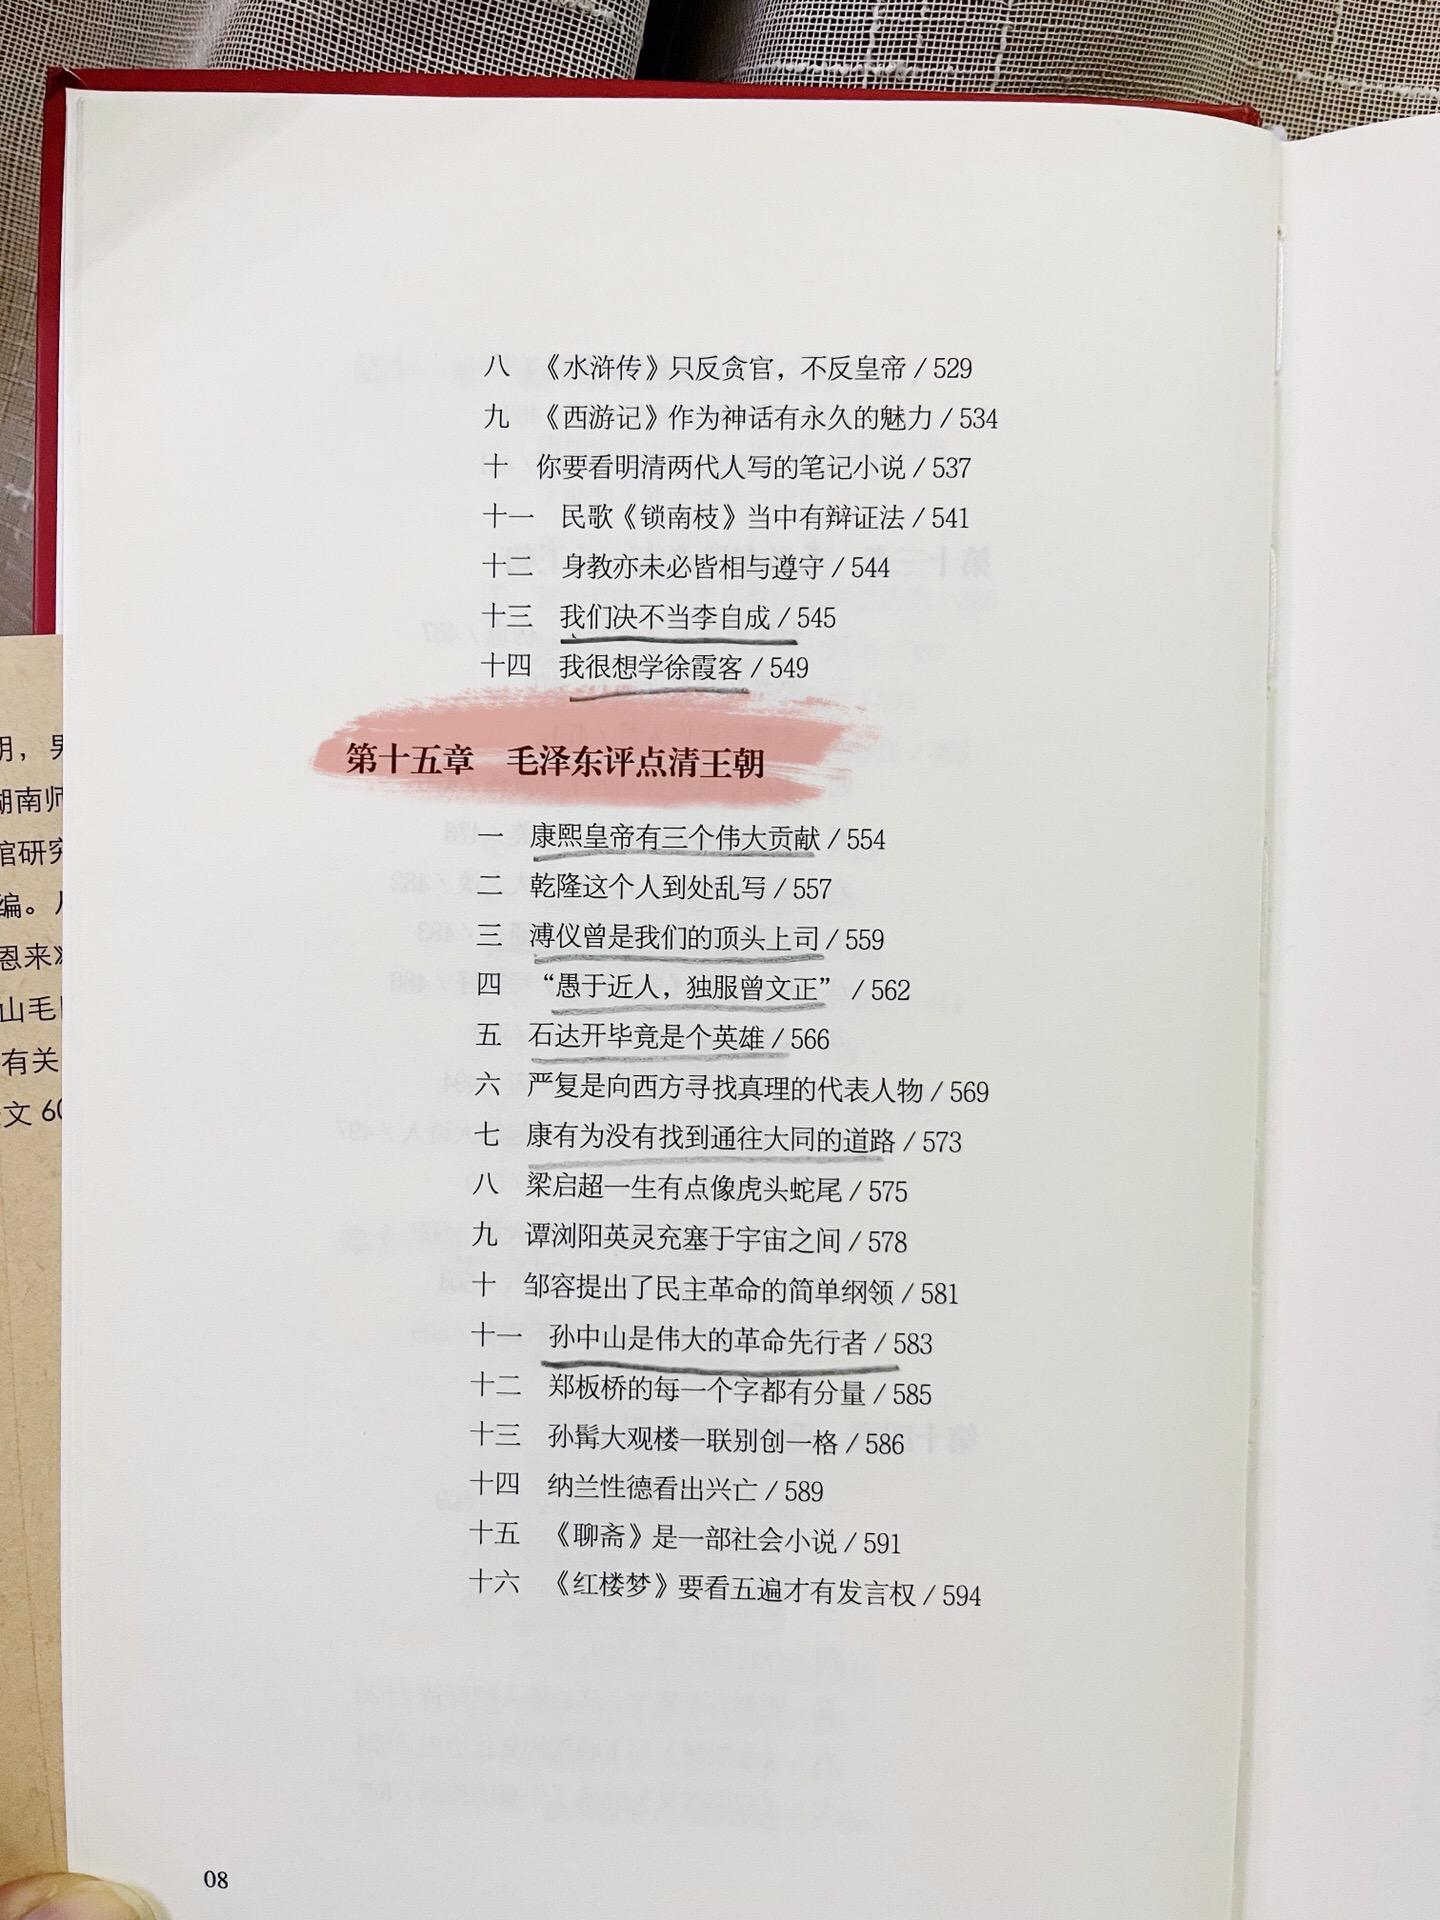 八 《水浒传》只反贪官，不反皇帝 / 529
九 《西游记》作为神话有永久的魅力 / 534
十 你要看明清两代人写的笔记小说 / 537
十一 民歌《锁南枝》当中有辩证法 / 541
十二 身教亦未必皆相与遵守 / 544
十三 我们决不当李自成 / 545
十四 我很想学徐霞客 / 549
第十五章 毛泽东评点清王朝
一 康熙皇帝有三个伟大贡献 / 554
二 乾隆这个人到处乱写 / 557
三 溥仪曾是我们的顶头上司 / 559
四 “愚于近人，独服曾文正” / 562
五 石达开毕竟是个英雄 / 566
六 严复是向西方寻找真理的代表人物 / 569
七 康有为没有找到通往大同的道路 / 573
八 梁启超一生有点像虎头蛇尾 / 575
九 谭浏阳英灵充塞于宇宙之间 / 578
十 邹容提出了民主革命的简单纲领 / 581
十一 孙中山是伟大的革命先行者 / 583
十二 郑板桥的每一个字都有分量 / 585
十三 孙髯大观楼一联别创一格 / 586
十四 纳兰性德看出兴亡 / 589
十五 《聊斋》是一部社会小说 / 591
十六 《红楼梦》要看五遍才有发言权 / 594
08
湖南师
馆研究
编。
恩来》
山毛
有关
文 60